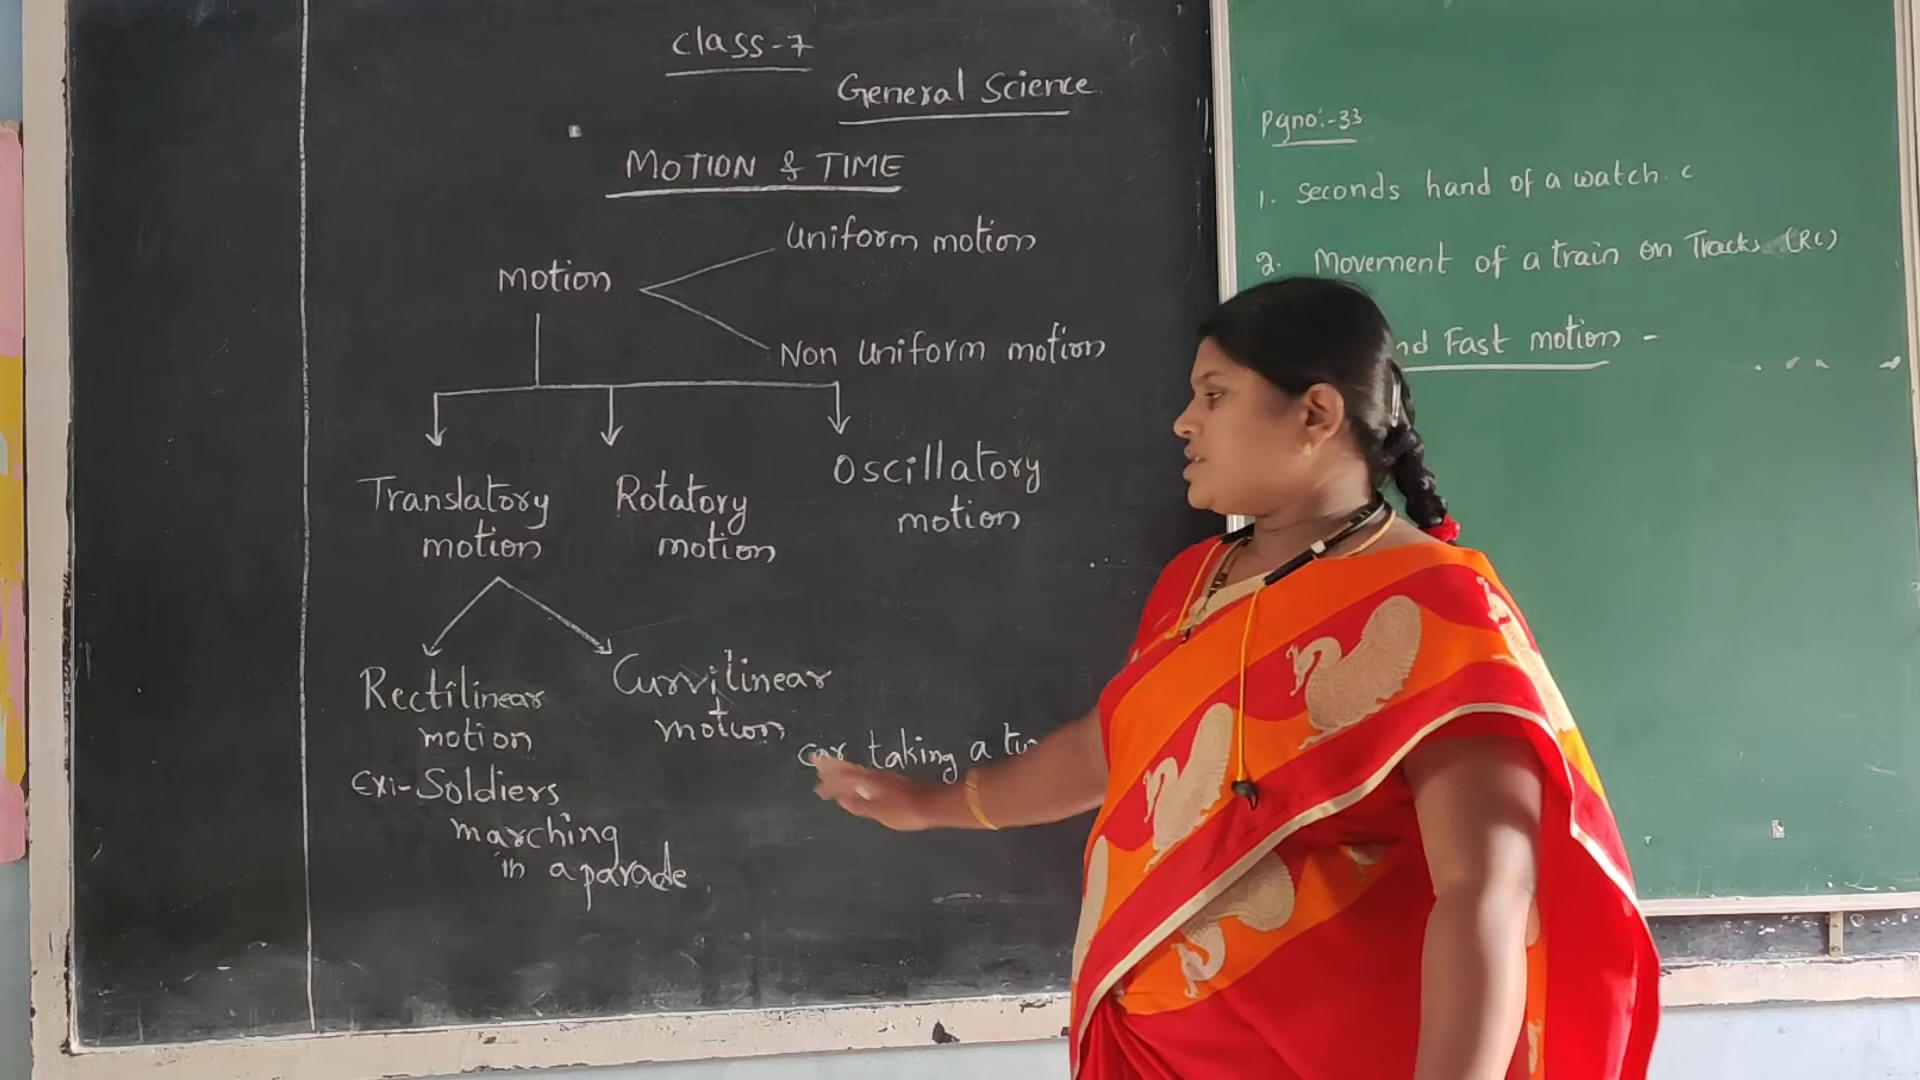 Class-7
General Science
MOTION & TIME
Motion
Uniform motion
Non Uniform motion
Translatory
motion
Rotatory
motion
Oscillatory
motion
Rectilinear
motion
Curvilinear
motion
Exi-Soldiers
marching
in a parade
car taking a
Pgno:-33
1. Seconds hand of a watch. C
2. Movement of a train on Tracks (RC)
Fast motion -